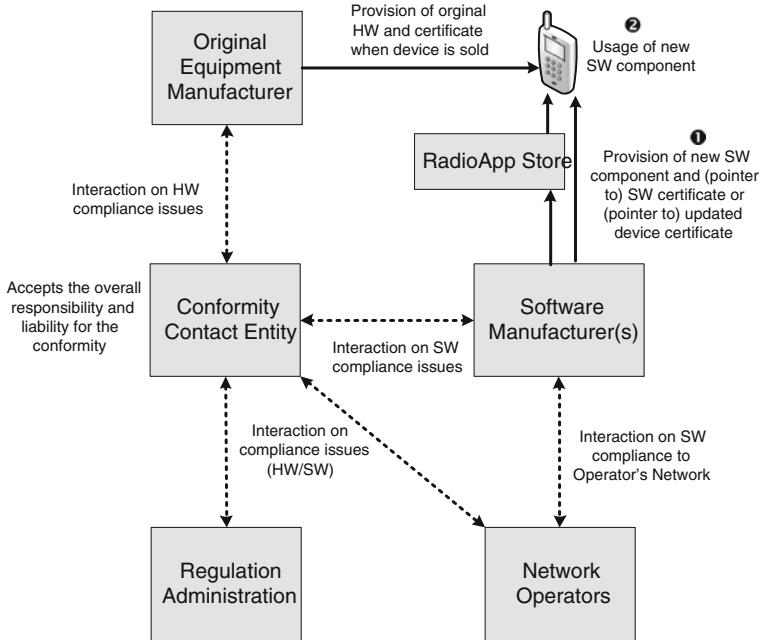 Provision of orginal
HW and certificate
when device is sold
Original
Equipment
Manufacturer
❷
Usage of new
SW component
RadioApp Store
❶
Provision of new SW
component and (pointer
to) SW certificate or
(pointer to) updated
device certificate
Interaction on HW
compliance issues
Accepts the overall
responsibility and
liability for the
conformity
Conformity
Contact Entity
Software
Manufacturer(s)
Interaction on SW
compliance issues
Interaction on
compliance issues
(HW/SW)
Interaction on SW
compliance to
Operator's Network
Regulation
Administration
Network
Operators